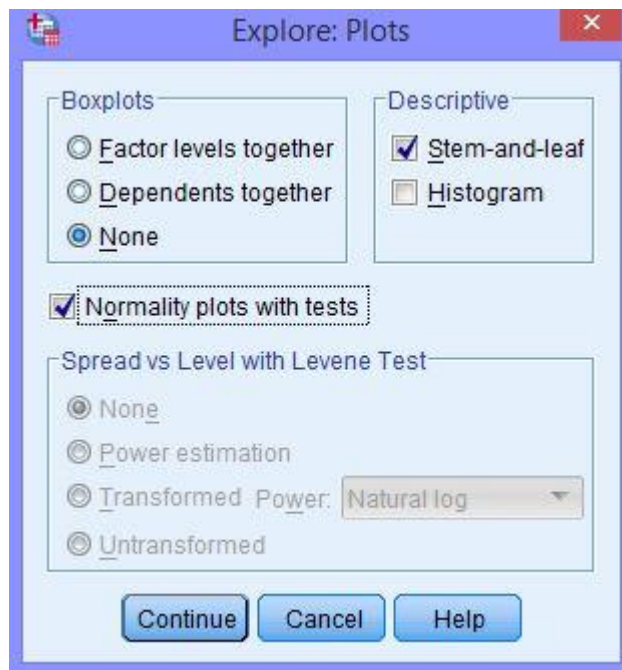 Explore: Plots
Boxplots
Factor levels together
Dependents together
None
Descriptive
Stem-and-leaf
Histogram
Normality plots with tests
Spread vs Level with Levene Test
None
Power estimation
Transformed Power: Natural log
Untransformed
Continue Cancel Help